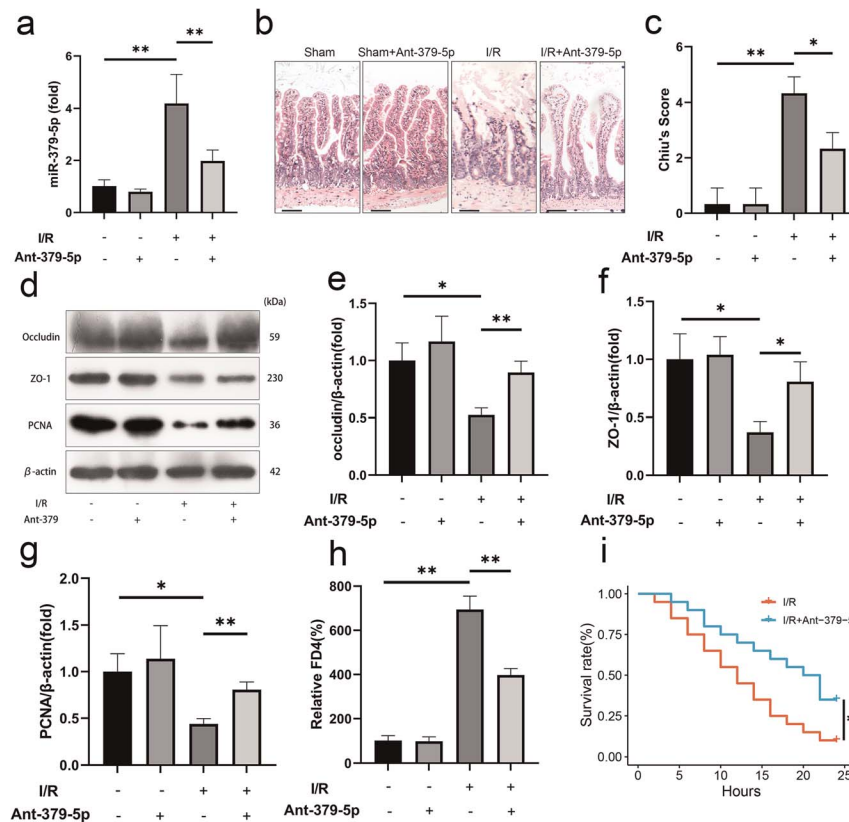 a
miR-379-5p (fold)
6
4
2
0
**
**
I/R - - + +
Ant-379-5p - + - +
b
Sham
Sham+Ant-379-5p
I/R
I/R+Ant-379-5p
c
Chiu's Score
6
4
2
0
**
*
I/R - - + +
Ant-379-5p - + - +
d
(kDa)
Occludin 59
ZO-1 230
PCNA 36
β-actin 42
I/R - - + +
Ant-379 - + - +
e
occludin/β-actin(fold)
1.5
1.0
0.5
0.0
*
**
I/R - - + +
Ant-379-5p - + - +
f
ZO-1/β-actin(fold)
1.5
1.0
0.5
0.0
*
*
I/R - - + +
Ant-379-5p - + - +
g
PCNA/β-actin(fold)
2.0
1.5
1.0
0.5
0.0
*
**
I/R - - + +
Ant-379-5p - + - +
h
Relative FD4(%)
800
600
400
200
0
**
**
I/R - - + +
Ant-379-5p - + - +
i
Survival rate(%)
1.00
0.75
0.50
0.25
0.00
I/R
I/R+Ant-379-5
0 5 10 15 20 25
Hours